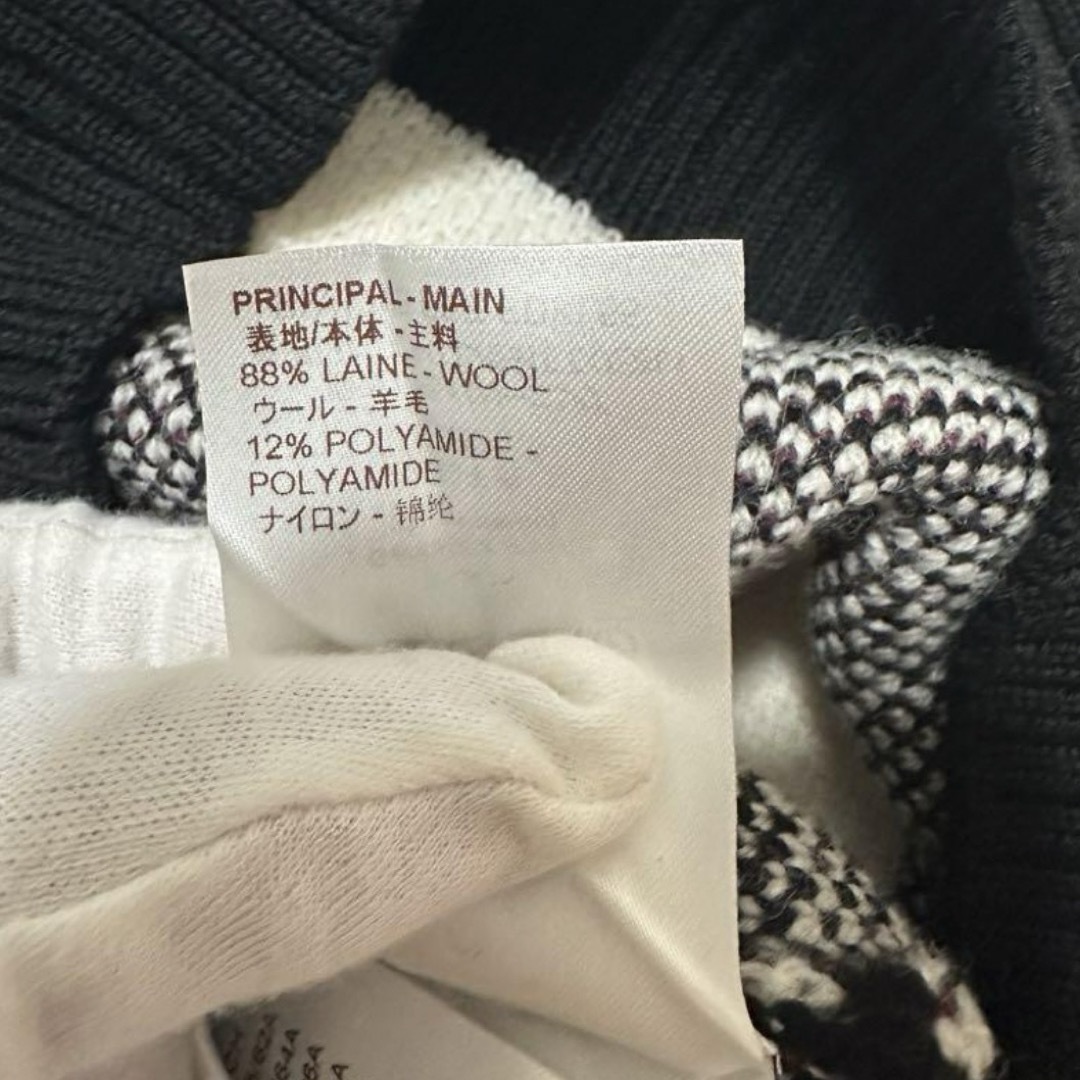 PRINCIPAL-MAIN
表地/本体-主料
88% LAINE-WOOL
ウール - 羊毛
12% POLYAMIDE -
POLYAMIDE
ナイロン - 锦纶